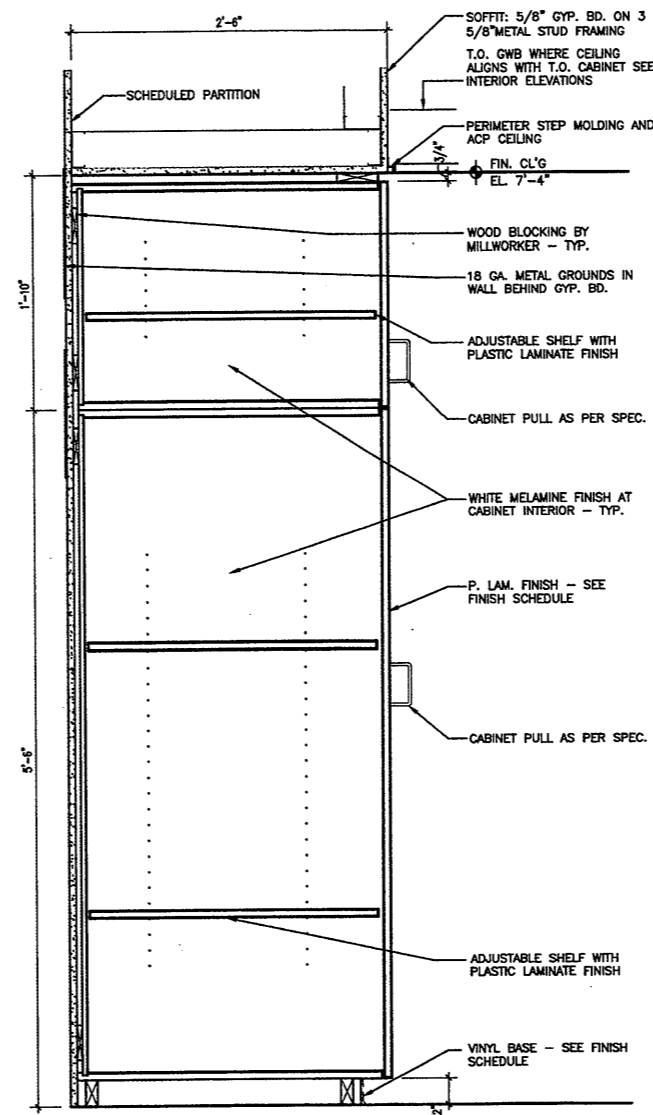 2'-6"
SOFFIT: 5/8" GYP. BD. ON 3
5/8"METAL STUD FRAMING
T.O. GWB WHERE CEILING
ALIGNS WITH T.O. CABINET SEE
INTERIOR ELEVATIONS
SCHEDULED PARTITION
PERIMETER STEP MOLDING AND
ACP CEILING
3/4"
FIN. CL'G
EL. 7'-4"
WOOD BLOCKING BY
MILLWORKER - TYP.
18 GA. METAL GROUNDS IN
WALL BEHIND GYP. BD.
1'-10"
ADJUSTABLE SHELF WITH
PLASTIC LAMINATE FINISH
CABINET PULL AS PER SPEC.
WHITE MELAMINE FINISH AT
CABINET INTERIOR - TYP.
P. LAM. FINISH - SEE
FINISH SCHEDULE
CABINET PULL AS PER SPEC.
5'-6"
ADJUSTABLE SHELF WITH
PLASTIC LAMINATE FINISH
VINYL BASE - SEE FINISH
SCHEDULE
2"